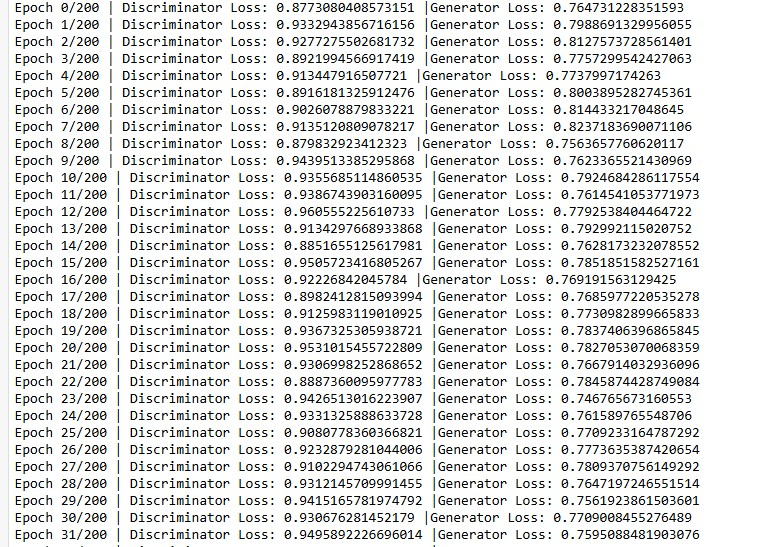 Epoch 0/200 | Discriminator Loss: 0.8773080408573151 |Generator Loss: 0.764731228351593
Epoch 1/200 | Discriminator Loss: 0.9332943856716156 |Generator Loss: 0.7988691329956055
Epoch 2/200 | Discriminator Loss: 0.9277275502681732 |Generator Loss: 0.8127573728561401
Epoch 3/200 | Discriminator Loss: 0.8921994566917419 |Generator Loss: 0.7757299542427063
Epoch 4/200 | Discriminator Loss: 0.913447916507721 |Generator Loss: 0.7737997174263
Epoch 5/200 | Discriminator Loss: 0.8916181325912476 |Generator Loss: 0.8003895282745361
Epoch 6/200 | Discriminator Loss: 0.9026078879833221 |Generator Loss: 0.814433217048645
Epoch 7/200 | Discriminator Loss: 0.9135120809078217 |Generator Loss: 0.8237183690071106
Epoch 8/200 | Discriminator Loss: 0.879832923412323 |Generator Loss: 0.7563657760620117
Epoch 9/200 | Discriminator Loss: 0.9439513385295868 |Generator Loss: 0.7623365521430969
Epoch 10/200 | Discriminator Loss: 0.9355685114860535 |Generator Loss: 0.7924684286117554
Epoch 11/200 | Discriminator Loss: 0.9386743903160095 |Generator Loss: 0.7614541053771973
Epoch 12/200 | Discriminator Loss: 0.960555225610733 |Generator Loss: 0.7792538404464722
Epoch 13/200 | Discriminator Loss: 0.9134297668933868 |Generator Loss: 0.792992115020752
Epoch 14/200 | Discriminator Loss: 0.8851655125617981 |Generator Loss: 0.7628173232078552
Epoch 15/200 | Discriminator Loss: 0.9505723416805267 |Generator Loss: 0.7851851582527161
Epoch 16/200 | Discriminator Loss: 0.92226842045784 |Generator Loss: 0.769191563129425
Epoch 17/200 | Discriminator Loss: 0.8982412815093994 |Generator Loss: 0.7685977220535278
Epoch 18/200 | Discriminator Loss: 0.9125983119010925 |Generator Loss: 0.7730982899665833
Epoch 19/200 | Discriminator Loss: 0.9367325305938721 |Generator Loss: 0.7837406396865845
Epoch 20/200 | Discriminator Loss: 0.9531015455722809 |Generator Loss: 0.7827053070068359
Epoch 21/200 | Discriminator Loss: 0.9306998252868652 |Generator Loss: 0.7667914032936096
Epoch 22/200 | Discriminator Loss: 0.8887360095977783 |Generator Loss: 0.7845874428749084
Epoch 23/200 | Discriminator Loss: 0.9426513016223907 |Generator Loss: 0.746765673160553
Epoch 24/200 | Discriminator Loss: 0.9331325888633728 |Generator Loss: 0.761589765548706
Epoch 25/200 | Discriminator Loss: 0.9080778360366821 |Generator Loss: 0.7709233164787292
Epoch 26/200 | Discriminator Loss: 0.9232879281044006 |Generator Loss: 0.7773635387420654
Epoch 27/200 | Discriminator Loss: 0.9102294743061066 |Generator Loss: 0.7809370756149292
Epoch 28/200 | Discriminator Loss: 0.9312145709991455 |Generator Loss: 0.7647197246551514
Epoch 29/200 | Discriminator Loss: 0.9415165781974792 |Generator Loss: 0.7561923861503601
Epoch 30/200 | Discriminator Loss: 0.930676281452179 |Generator Loss: 0.7709008455276489
Epoch 31/200 | Discriminator Loss: 0.9495892226696014 |Generator Loss: 0.7595088481903076